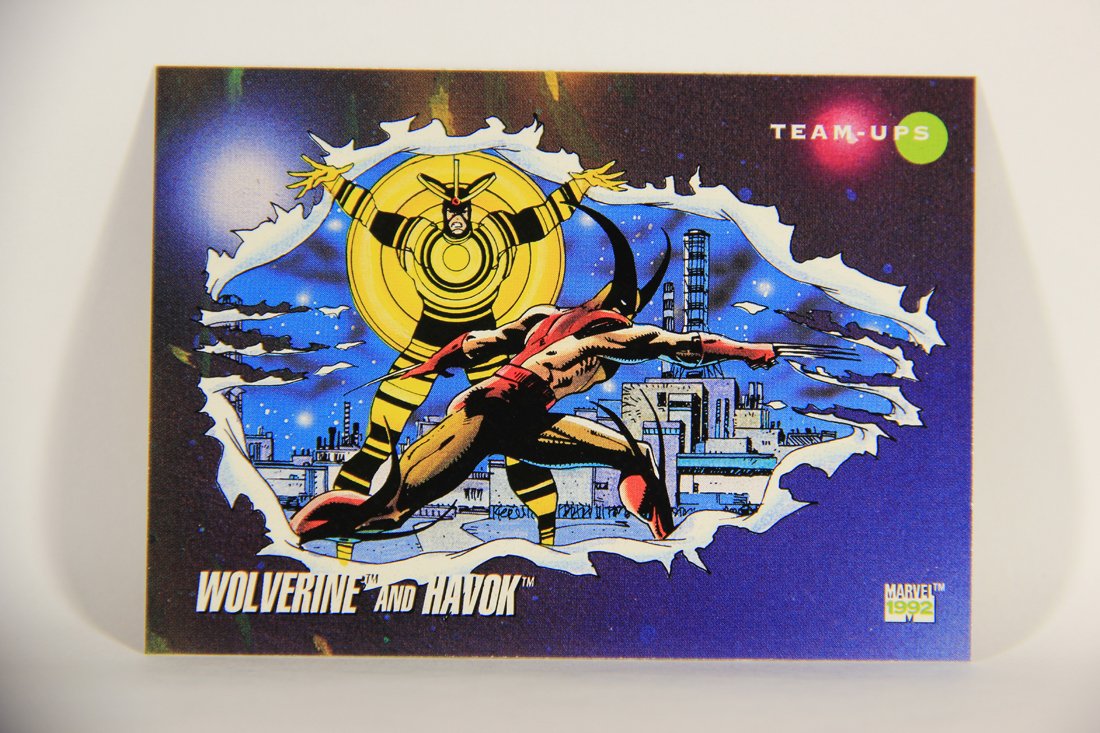 TEAM-UPS
WOLVERINE™ AND HAVOK™
MARVEL™
1992